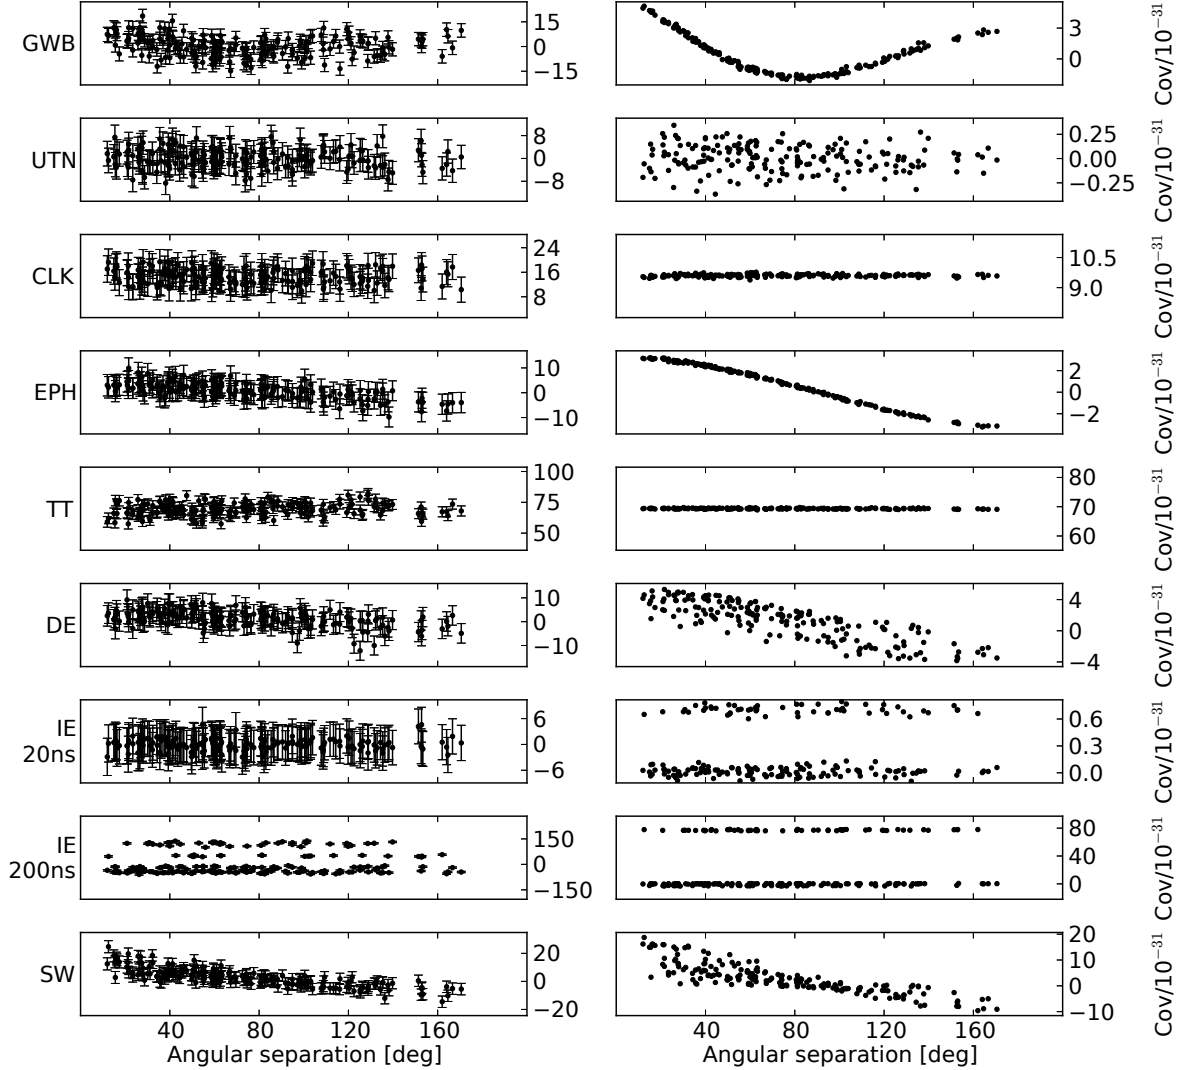 GWB
15
0
−15
3
0
Cov/10⁻³¹
UTN
8
0
−8
0.25
0.00
−0.25
Cov/10⁻³¹
CLK
24
16
8
10.5
9.0
Cov/10⁻³¹
EPH
10
0
−10
2
0
−2
Cov/10⁻³¹
TT
100
75
50
80
70
60
Cov/10⁻³¹
DE
10
0
−10
4
0
−4
Cov/10⁻³¹
IE
20ns
6
0
−6
0.6
0.3
0.0
Cov/10⁻³¹
IE
200ns
150
0
−150
80
40
0
Cov/10⁻³¹
SW
20
0
−20
20
10
0
−10
Cov/10⁻³¹
40 80 120 160
40 80 120 160
Angular separation [deg]
Angular separation [deg]